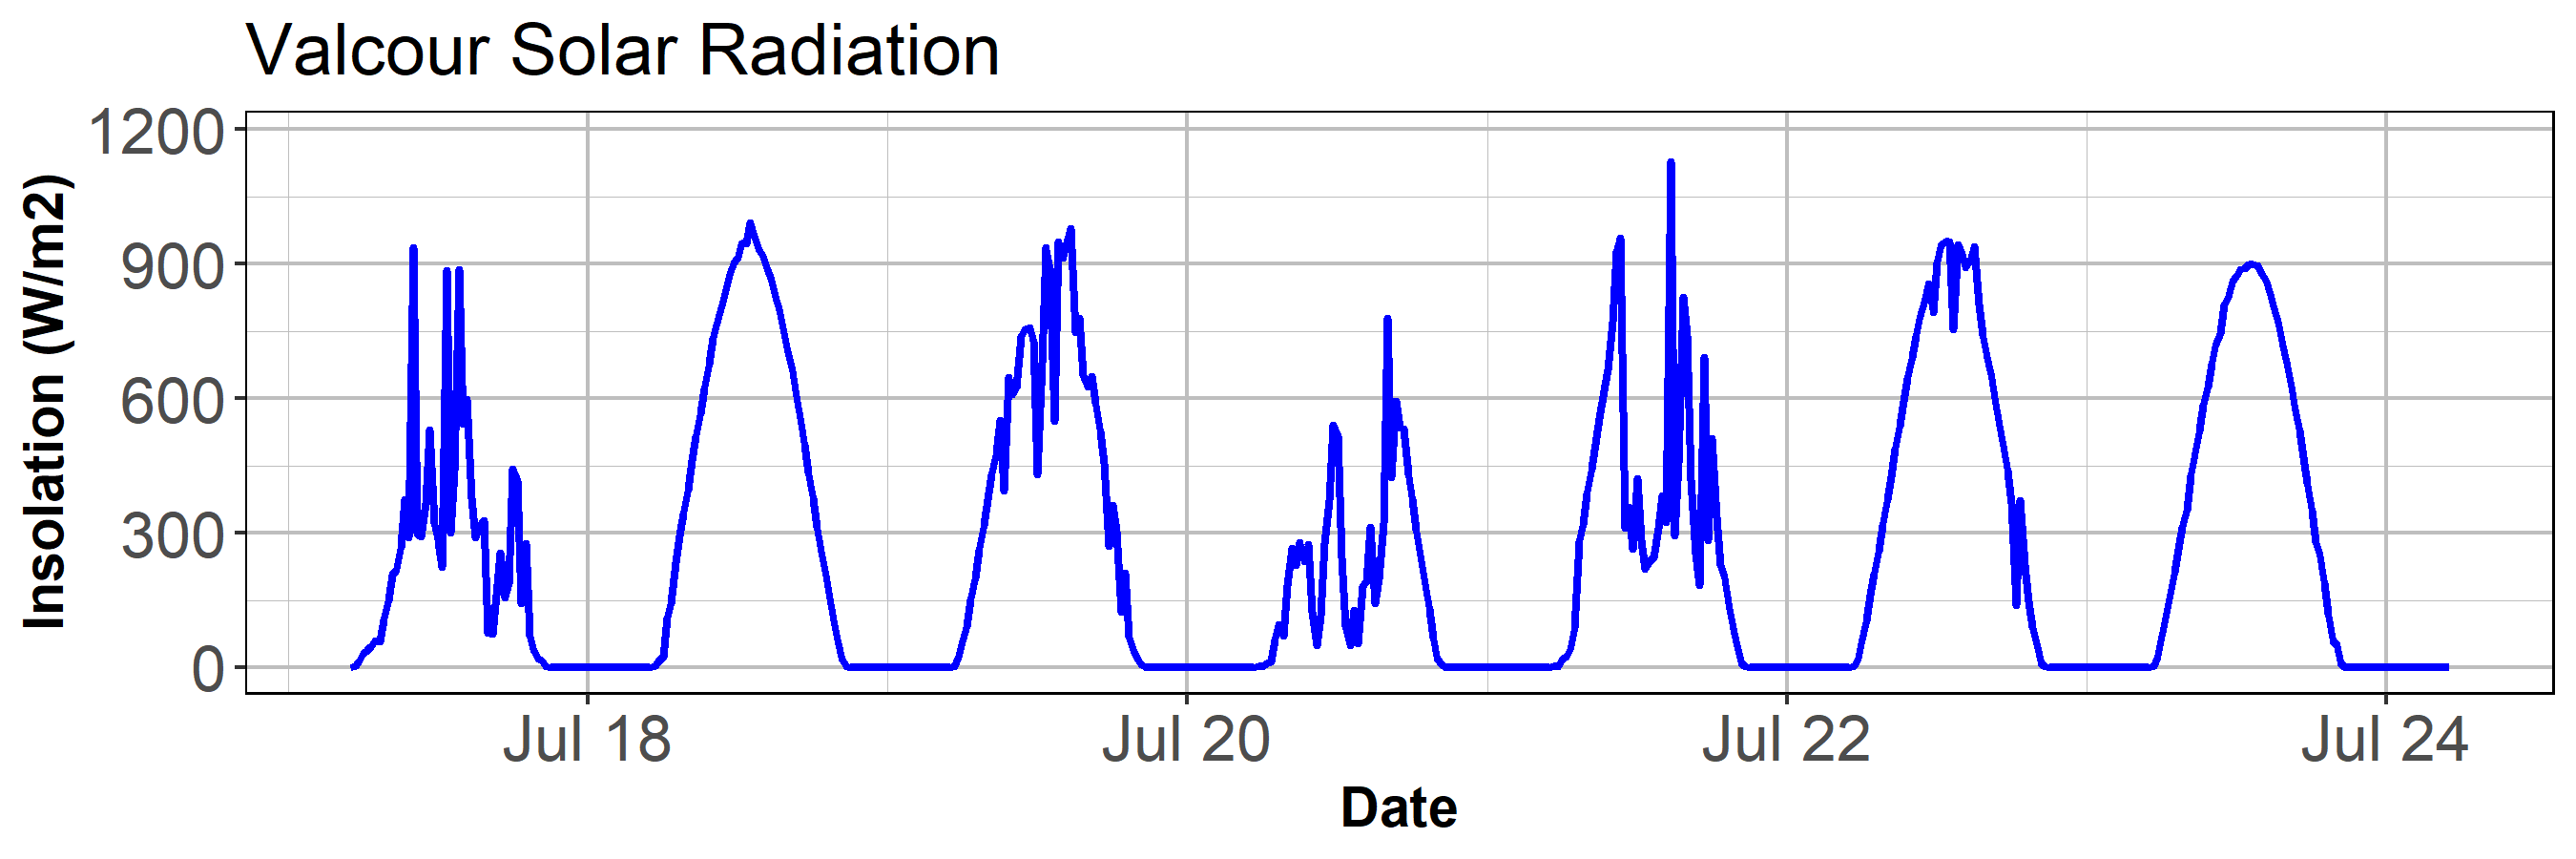 Valcour Solar Radiation
1200
900
600
300
0
Insolation (W/m2)
Jul 18 Jul 20 Jul 22 Jul 24
Date